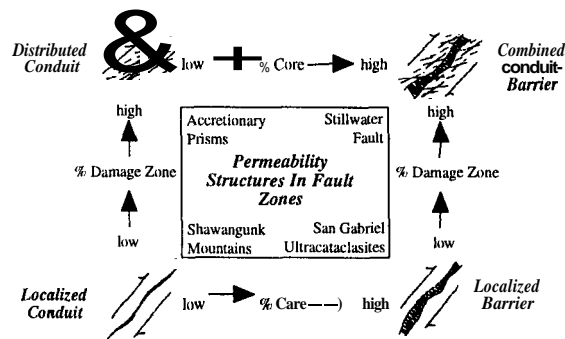 Distributed
Conduit
&
low + % Core high
Combined
conduit-
Barrier
high
high
Accretionary
Prisms
Stillwater
Fault
% Damage Zone
Permeability
Structures In Fault
Zones
% Damage Zone
low
Shawangunk
Mountains
San Gabriel
Ultracataclasites
low
Localized
Conduit
low % Care——) high
Localized
Barrier